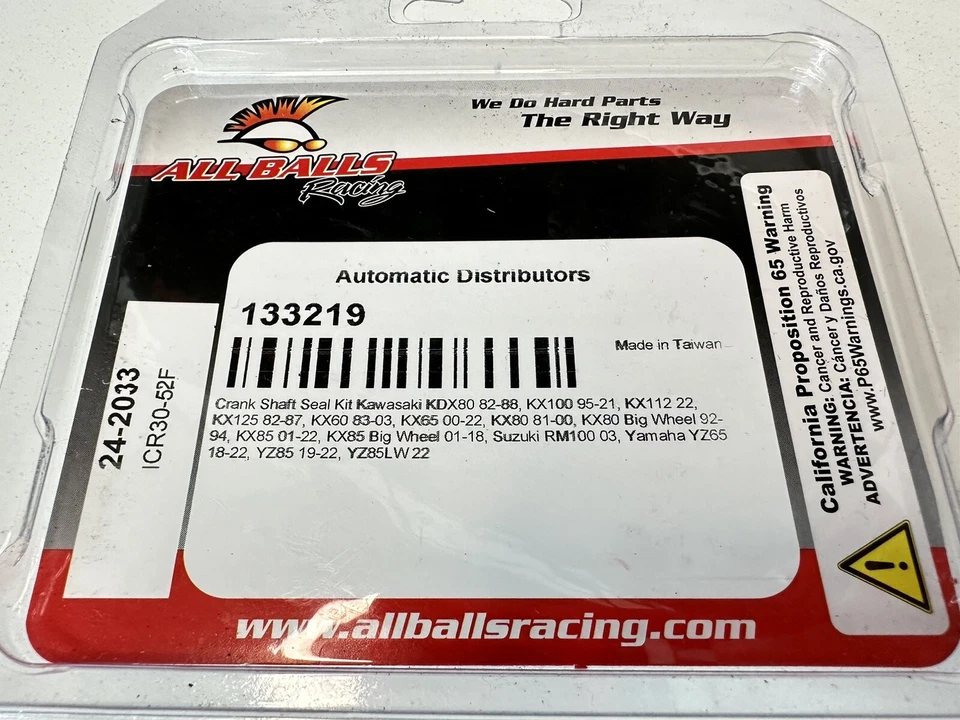 We Do Hard Parts
The Right Way
ALL BALLS
Racing
Automatic Distributors
133219
Made in Taiwan
Crank Shaft Seal Kit Kawasaki KDX80 82-88, KX100 95-21, KX112 22,
KX125 82-87, KX60 83-03, KX65 00-22, KX80 81-00, KX80 Big Wheel 92-
94, KX85 01-22, KX85 Big Wheel 01-18, Suzuki RM100 03, Yamaha YZ65
18-22, YZ85 19-22, YZ85LW 22
24-2033
ICR30-52F
California Proposition 65 Warning
WARNING: Cancer and Reproductive Harm
ADVERTENCIA: Cáncer y Daños Reproductivos
www.P65Warnings.ca.gov
www.allballsracing.com